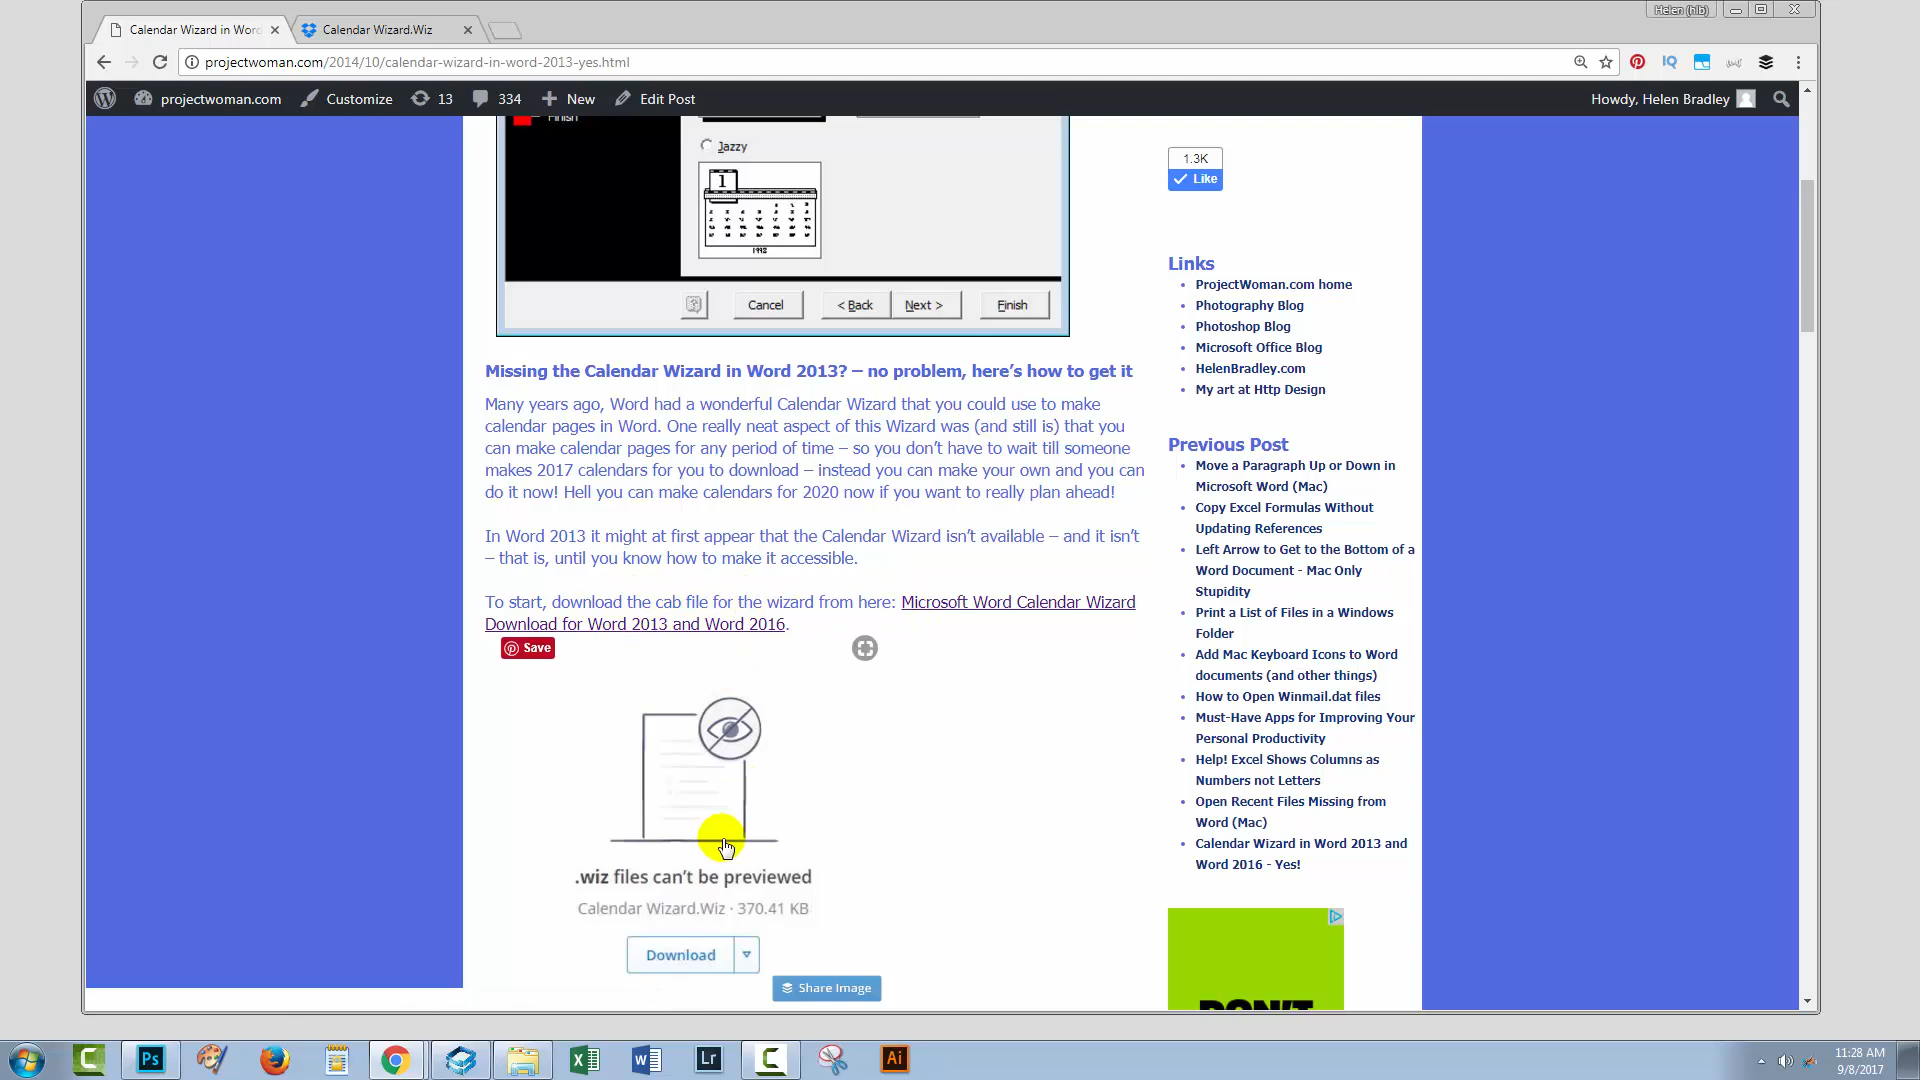 Helen (hlb)
Calendar Wizard in Word
Calendar Wizard.Wiz
projectwoman.com/2014/10/calendar-wizard-in-word-2013-yes.html
projectwoman.com
Customize
13
334
New
Edit Post
Howdy, Helen Bradley
Finish
Jazzy
1
1998
Cancel
< Back
Next >
Finish
Missing the Calendar Wizard in Word 2013? – no problem, here's how to get it
Many years ago, Word had a wonderful Calendar Wizard that you could use to make
calendar pages in Word. One really neat aspect of this Wizard was (and still is) that you
can make calendar pages for any period of time – so you don't have to wait till someone
makes 2017 calendars for you to download – instead you can make your own and you can
do it now! Hell you can make calendars for 2020 now if you want to really plan ahead!
In Word 2013 it might at first appear that the Calendar Wizard isn't available – and it isn't
– that is, until you know how to make it accessible.
To start, download the cab file for the wizard from here: Microsoft Word Calendar Wizard
Download for Word 2013 and Word 2016.
Save
.wiz files can't be previewed
Calendar Wizard.Wiz · 370.41 KB
Download
Share Image
1.3K
Like
Links
ProjectWoman.com home
Photography Blog
Photoshop Blog
Microsoft Office Blog
HelenBradley.com
My art at Http Design
Previous Post
Move a Paragraph Up or Down in
Microsoft Word (Mac)
Copy Excel Formulas Without
Updating References
Left Arrow to Get to the Bottom of a
Word Document - Mac Only
Stupidity
Print a List of Files in a Windows
Folder
Add Mac Keyboard Icons to Word
documents (and other things)
How to Open Winmail.dat files
Must-Have Apps for Improving Your
Personal Productivity
Help! Excel Shows Columns as
Numbers not Letters
Open Recent Files Missing from
Word (Mac)
Calendar Wizard in Word 2013 and
Word 2016 - Yes!
DON'T
Ps
Lr
Ai
11:28 AM
9/8/2017